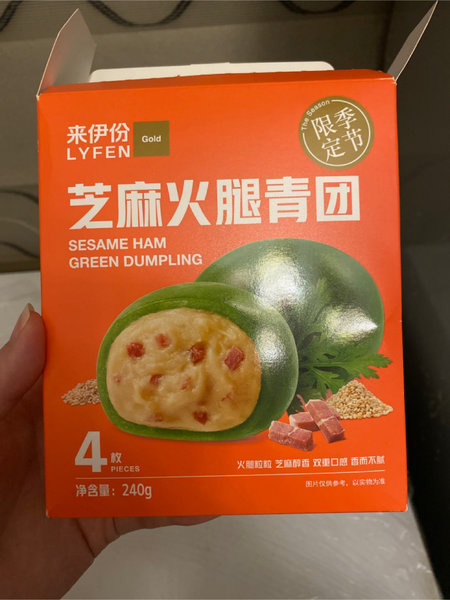 来伊份
LYFEN
Gold
The Season
限季
定节
芝麻火腿青团
SESAME HAM
GREEN DUMPLING
4枚
PIECES
净含量：240g
火腿粒粒 芝麻醇香 双重口感 香而不腻
图片仅供参考，以实物为准